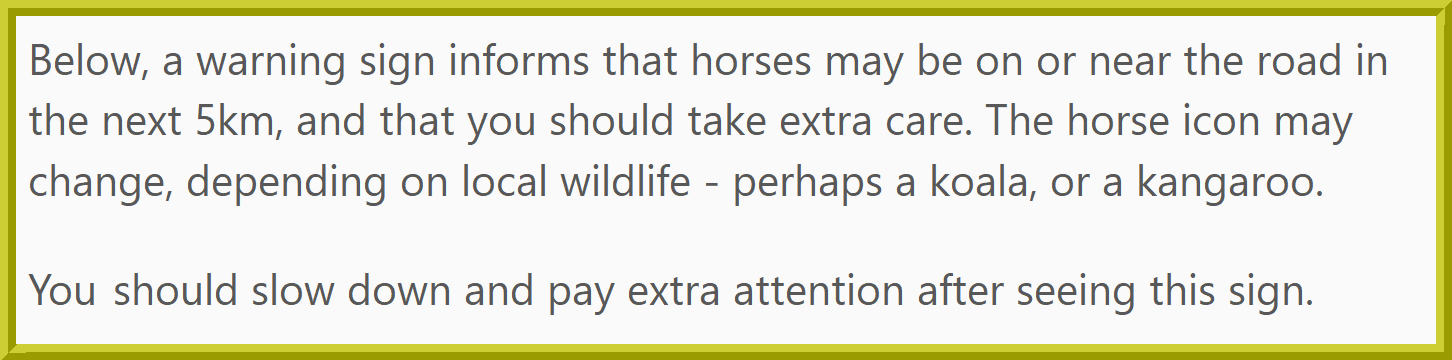 Below, a warning sign informs that horses may be on or near the road in
the next 5km, and that you should take extra care. The horse icon may
change, depending on local wildlife - perhaps a koala, or a kangaroo.
You should slow down and pay extra attention after seeing this sign.